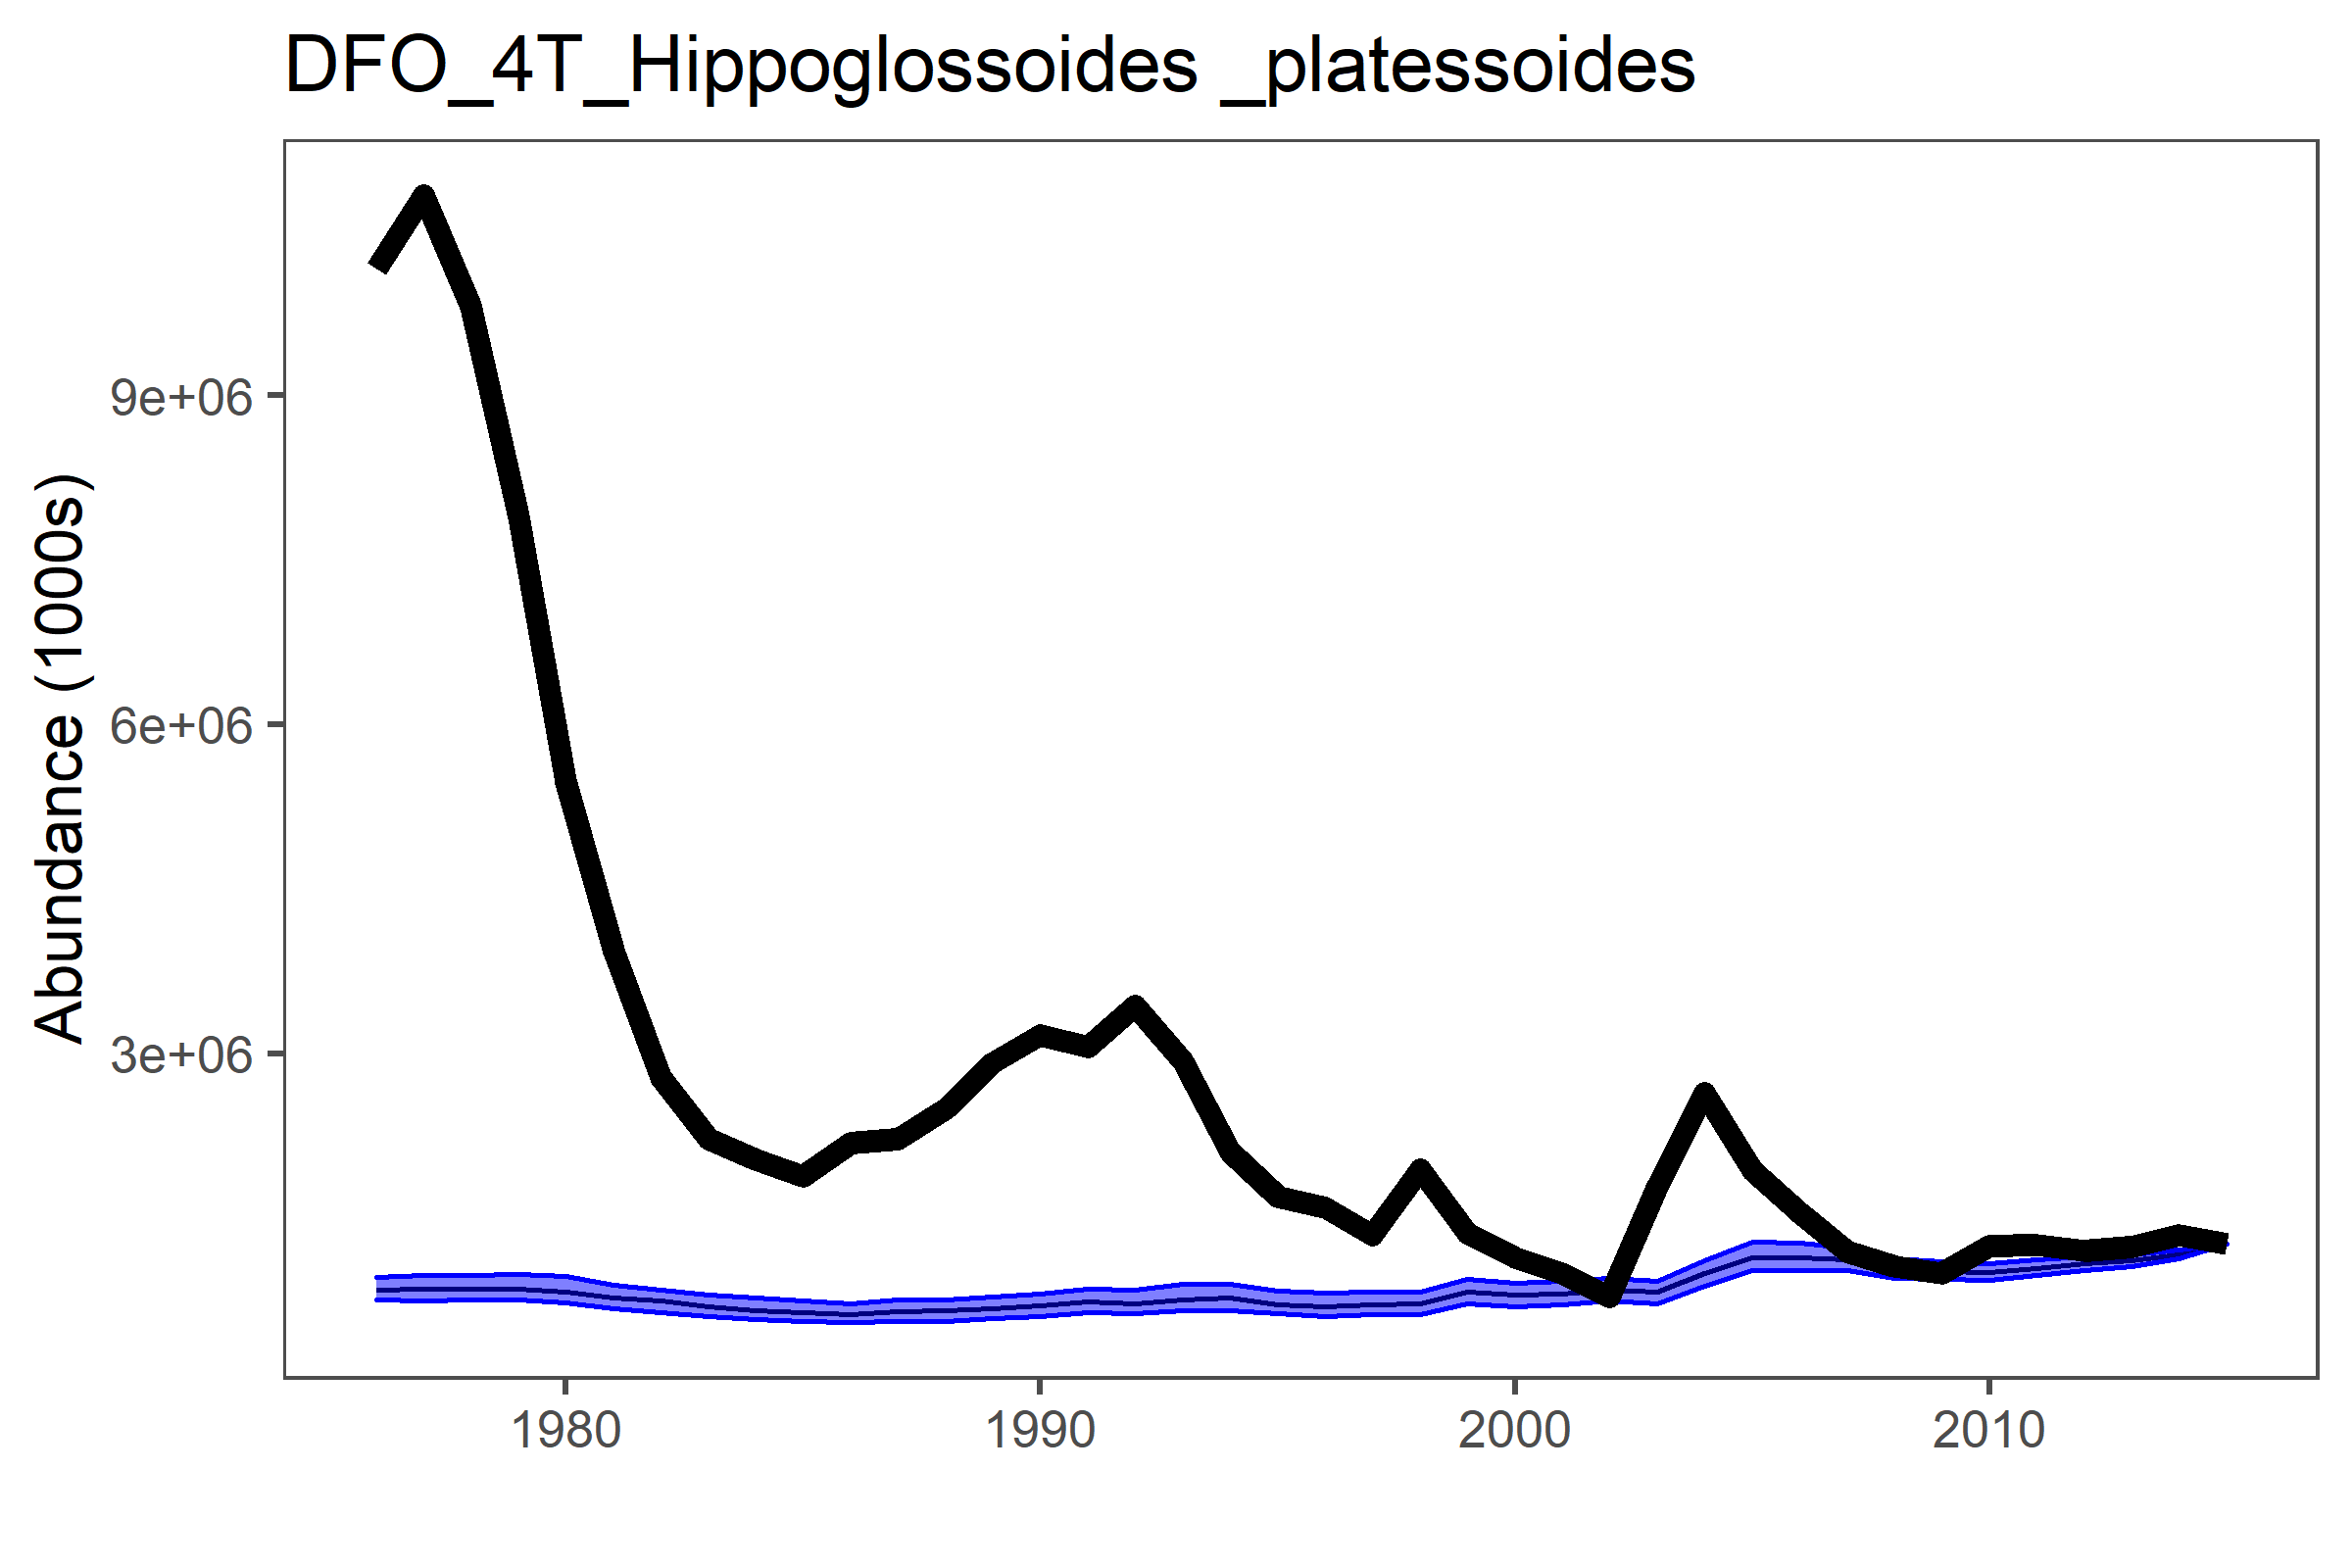 DFO_4T_Hippoglossoides _platessoides
Abundance (1000s)
9e+06
6e+06
3e+06
1980
1990
2000
2010